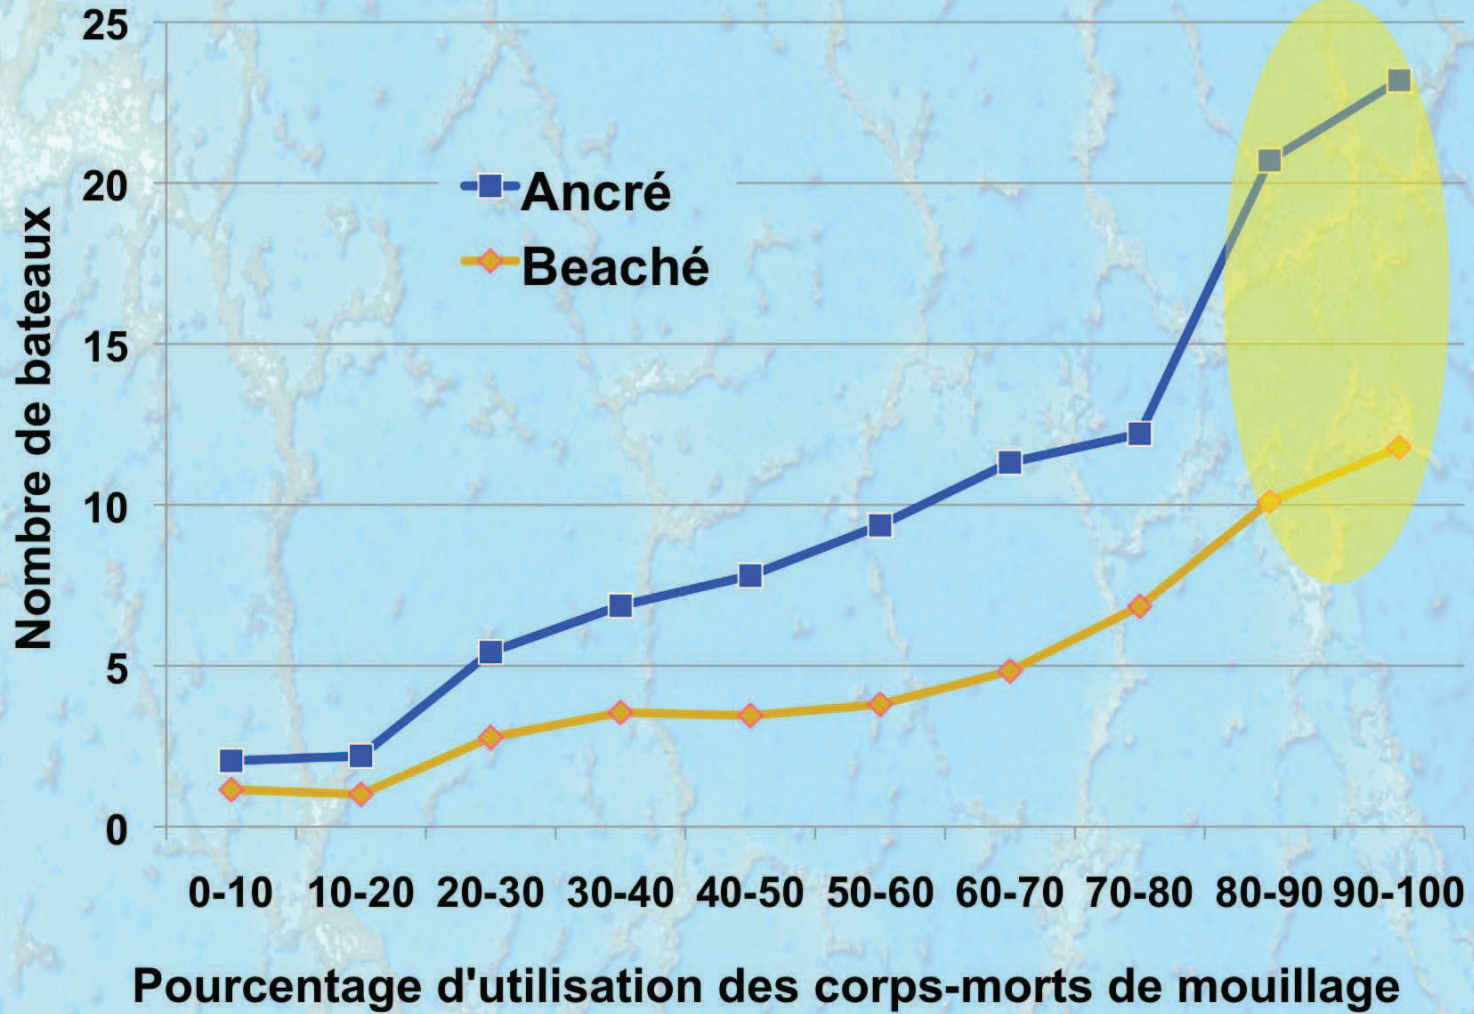 25
20
15
10
5
0
Nombre de bateaux
Ancré
Beaché
0-10 10-20 20-30 30-40 40-50 50-60 60-70 70-80 80-90 90-100
Pourcentage d'utilisation des corps-morts de mouillage